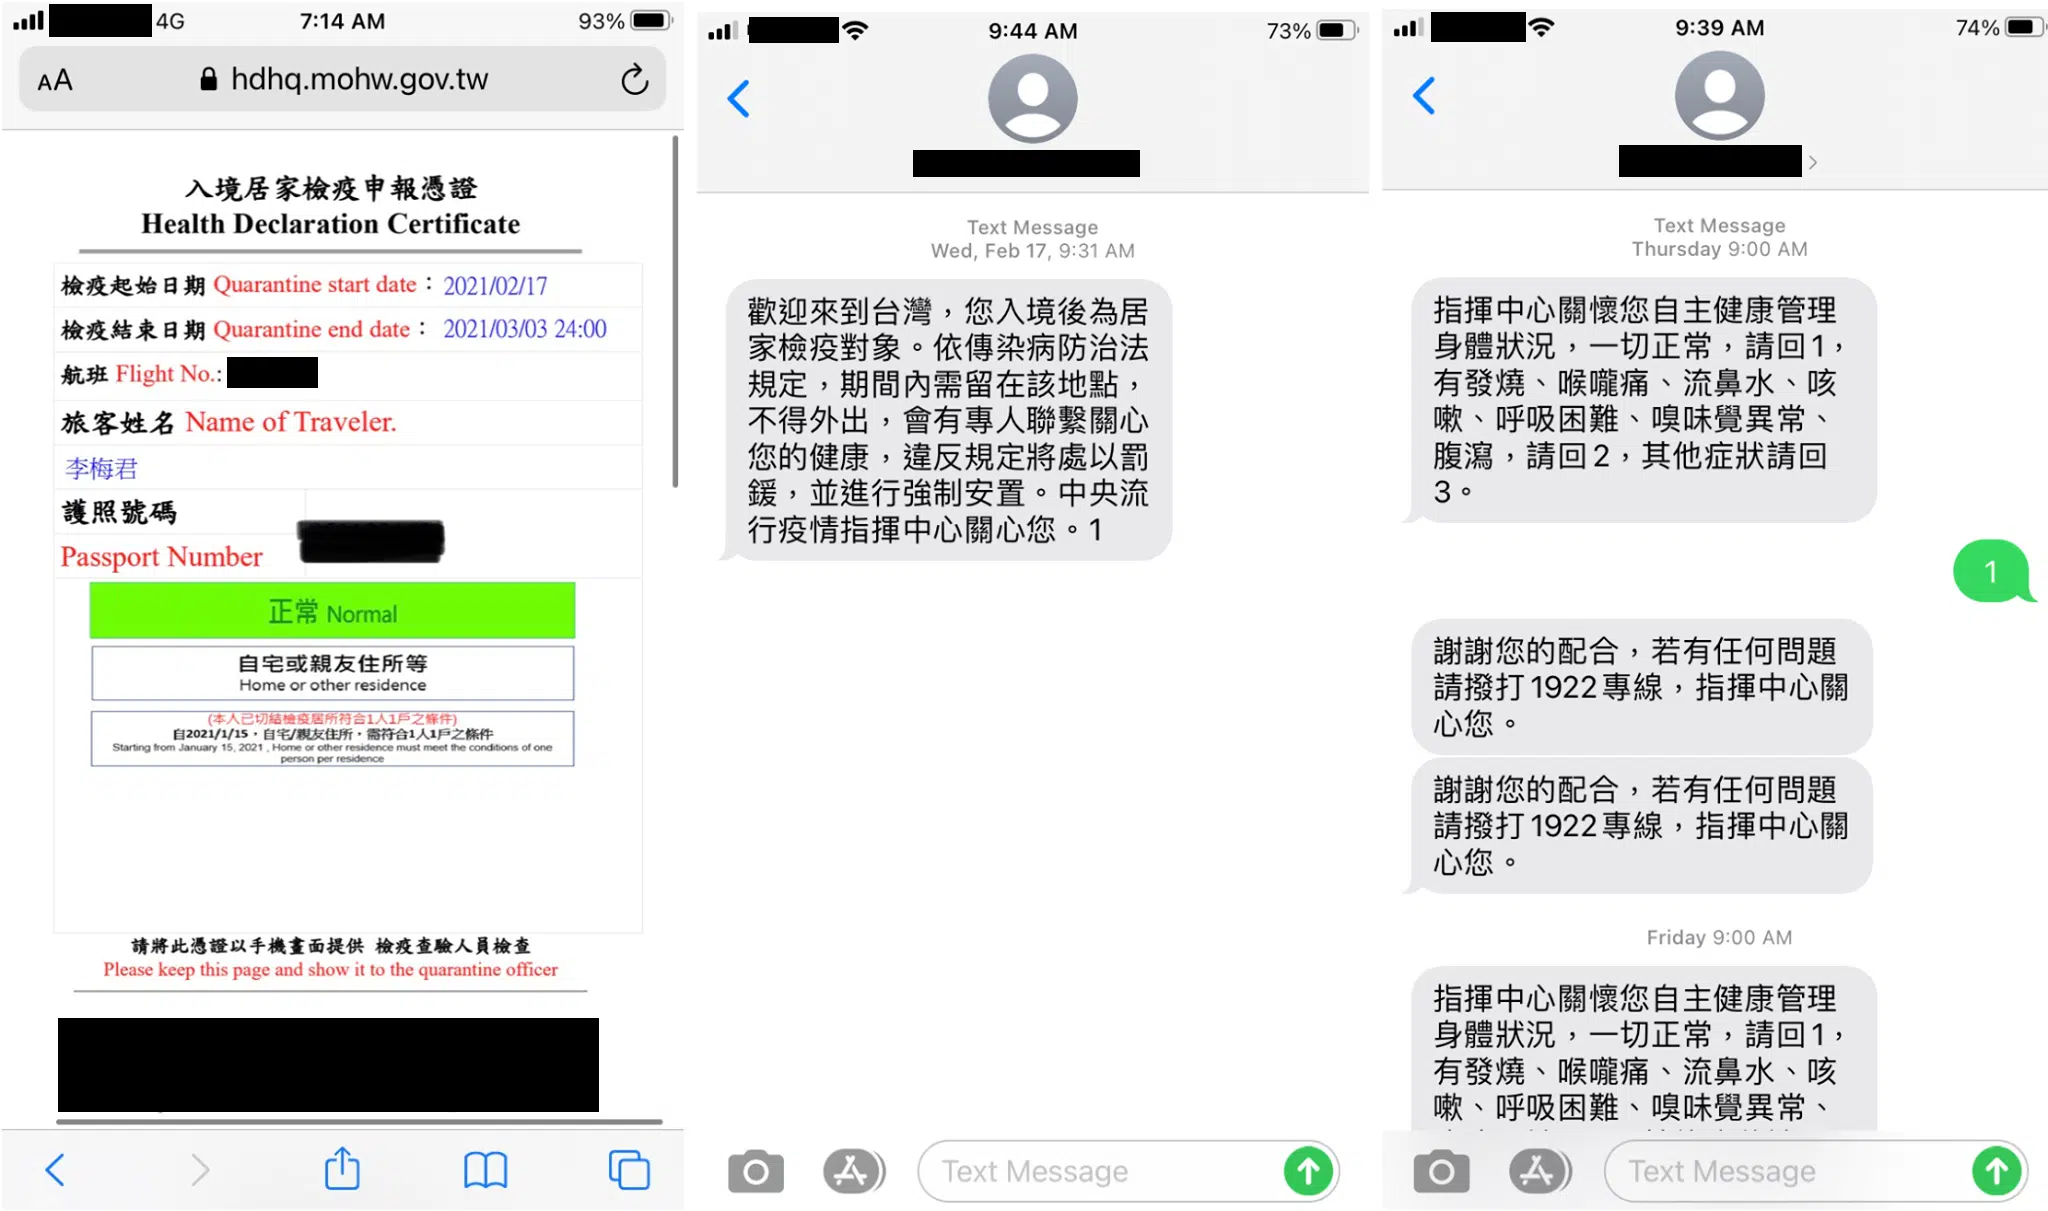 4G 7:14 AM 93%
AA hdhq.mohw.gov.tw
入境居家檢疫申報憑證
Health Declaration Certificate
檢疫起始日期 Quarantine start date： 2021/02/17
檢疫結束日期 Quarantine end date： 2021/03/03 24:00
航班 Flight No.:
旅客姓名 Name of Traveler.
李梅君
護照號碼
Passport Number
正常 Normal
自宅或親友住所等
Home or other residence
(本人已切結檢疫居所符合1人1戶之條件)
自2021/1/15，自宅/親友住所，需符合1人1戶之條件
Starting from January 15, 2021 , Home or other residence must meet the conditions of one
person per residence
請將此憑證以手機畫面提供 檢疫查驗人員檢查
Please keep this page and show it to the quarantine officer
9:44 AM 73%
Text Message
Wed, Feb 17, 9:31 AM
歡迎來到台灣，您入境後為居
家檢疫對象。依傳染病防治法
規定，期間內需留在該地點，
不得外出，會有專人聯繫關心
您的健康，違反規定將處以罰
鍰，並進行強制安置。中央流
行疫情指揮中心關心您。1
Text Message
9:39 AM 74%
Text Message
Thursday 9:00 AM
指揮中心關懷您自主健康管理
身體狀況，一切正常，請回1，
有發燒、喉嚨痛、流鼻水、咳
嗽、呼吸困難、嗅味覺異常、
腹瀉，請回2，其他症狀請回
3。
1
謝謝您的配合，若有任何問題
請撥打1922專線，指揮中心關
心您。
謝謝您的配合，若有任何問題
請撥打1922專線，指揮中心關
心您。
Friday 9:00 AM
指揮中心關懷您自主健康管理
身體狀況，一切正常，請回1，
有發燒、喉嚨痛、流鼻水、咳
嗽、呼吸困難、嗅味覺異常、
Text Message